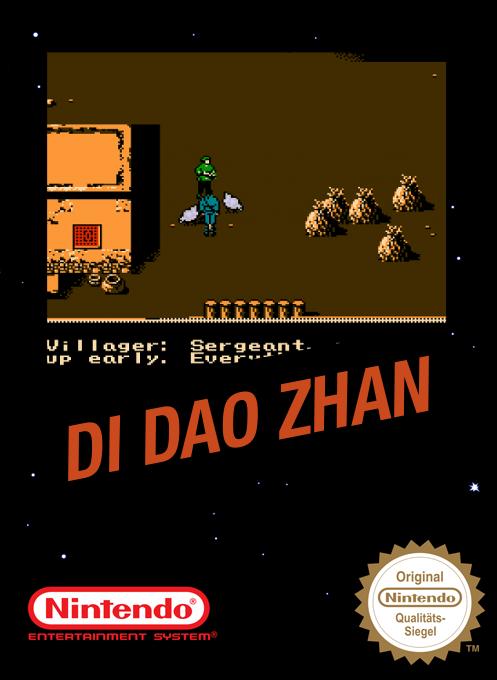 Villager: Sergeant.
up early.
DI DAO ZHAN
Nintendo®
ENTERTAINMENT SYSTEM®
Original
Nintendo
Qualitäts-
Siegel
TM